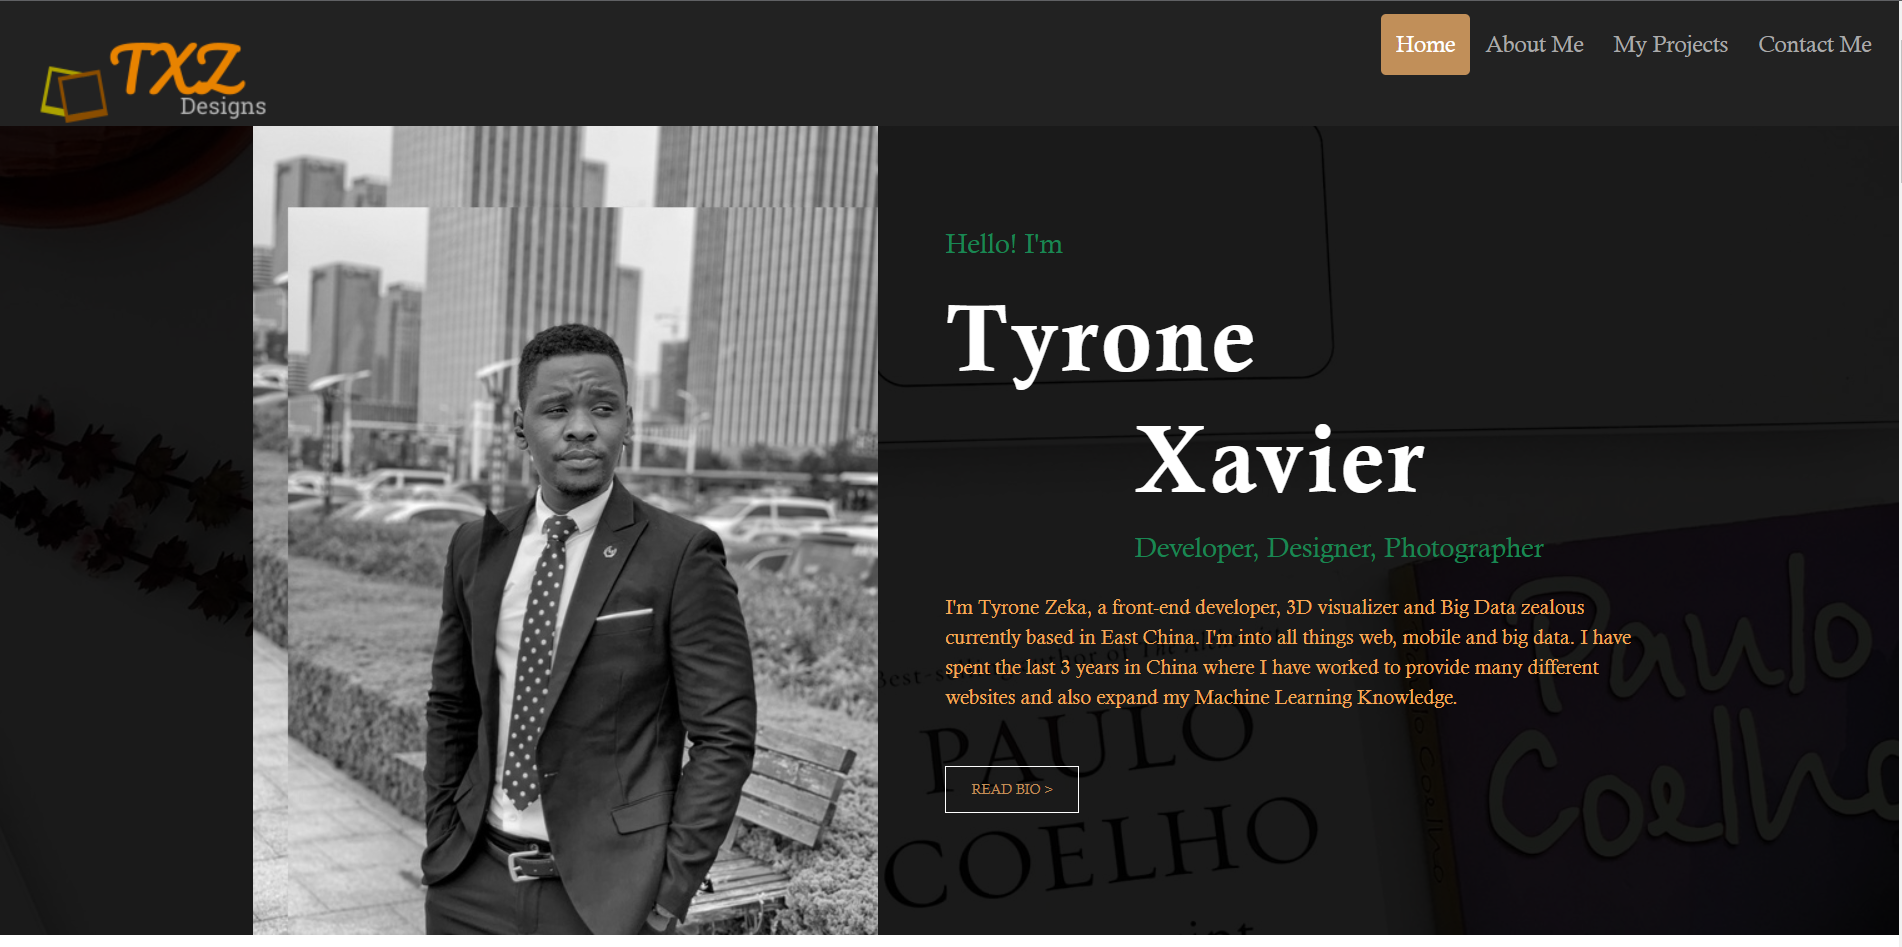 TXZ
Designs
Home About Me My Projects Contact Me
Hello! I'm
Tyrone
Xavier
Developer, Designer, Photographer
I'm Tyrone Zeka, a front-end developer, 3D visualizer and Big Data zealous
currently based in East China. I'm into all things web, mobile and big data. I have
spent the last 3 years in China where I have worked to provide many different
websites and also expand my Machine Learning Knowledge.
READ BIO >
PAULO
COELHO
Paulo
Coelho